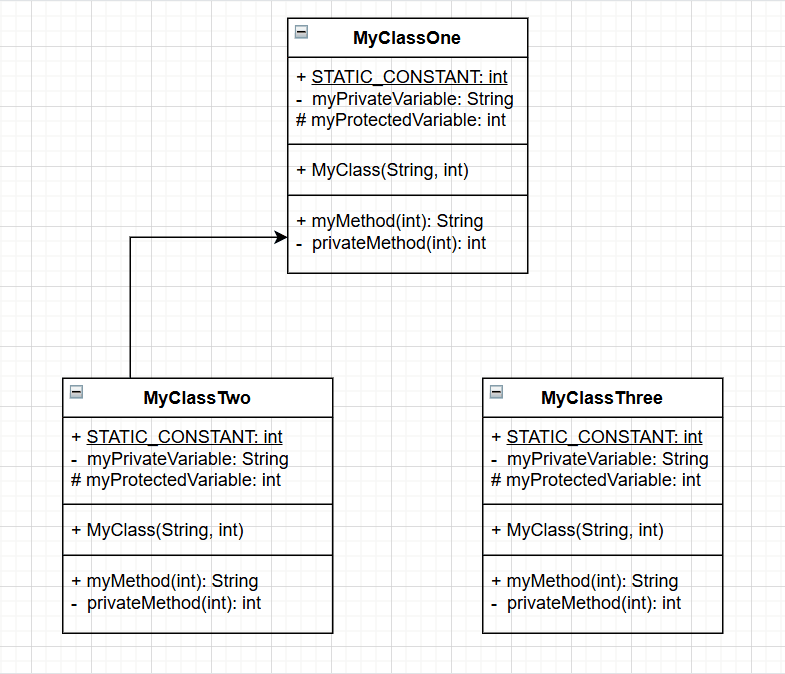 MyClassOne
+ STATIC_CONSTANT: int
- myPrivateVariable: String
# myProtectedVariable: int
+ MyClass(String, int)
+ myMethod(int): String
- privateMethod(int): int
MyClassTwo
+ STATIC_CONSTANT: int
- myPrivateVariable: String
# myProtectedVariable: int
+ MyClass(String, int)
+ myMethod(int): String
- privateMethod(int): int
MyClassThree
+ STATIC_CONSTANT: int
- myPrivateVariable: String
# myProtectedVariable: int
+ MyClass(String, int)
+ myMethod(int): String
- privateMethod(int): int